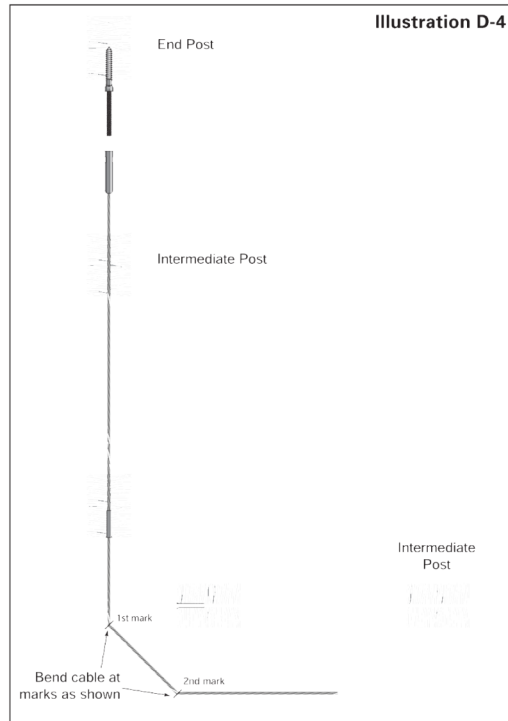 Illustration D-4
End Post
Intermediate Post
Intermediate
Post
1st mark
Bend cable at
marks as shown
2nd mark